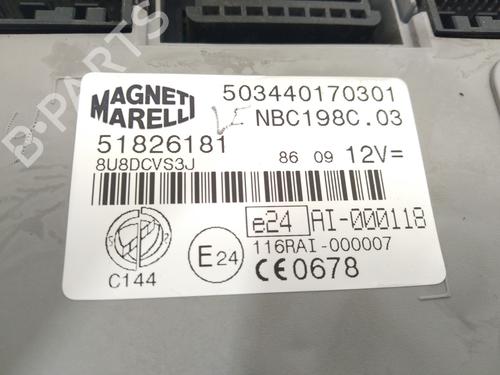 MAGNETI
MARELLI
503440170301
NBC198C.03
51826181
8U8DCVS3J
86 09 12V=
e24 AI-000118
116RAI-000007
E24
CE0678
C144
B-PARTS